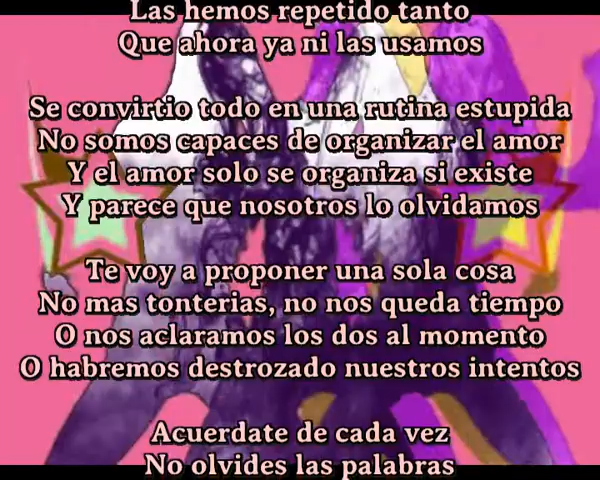 Las hemos repetido tanto
Que ahora ya ni las usamos
Se convirtio todo en una rutina estupida
No somos capaces de organizar el amor
Y el amor solo se organiza si existe
Y parece que nosotros lo olvidamos
Te voy a proponer una sola cosa
No mas tonterias, no nos queda tiempo
O nos aclaramos los dos al momento
O habremos destrozado nuestros intentos
Acuerdate de cada vez
No olvides las palabras